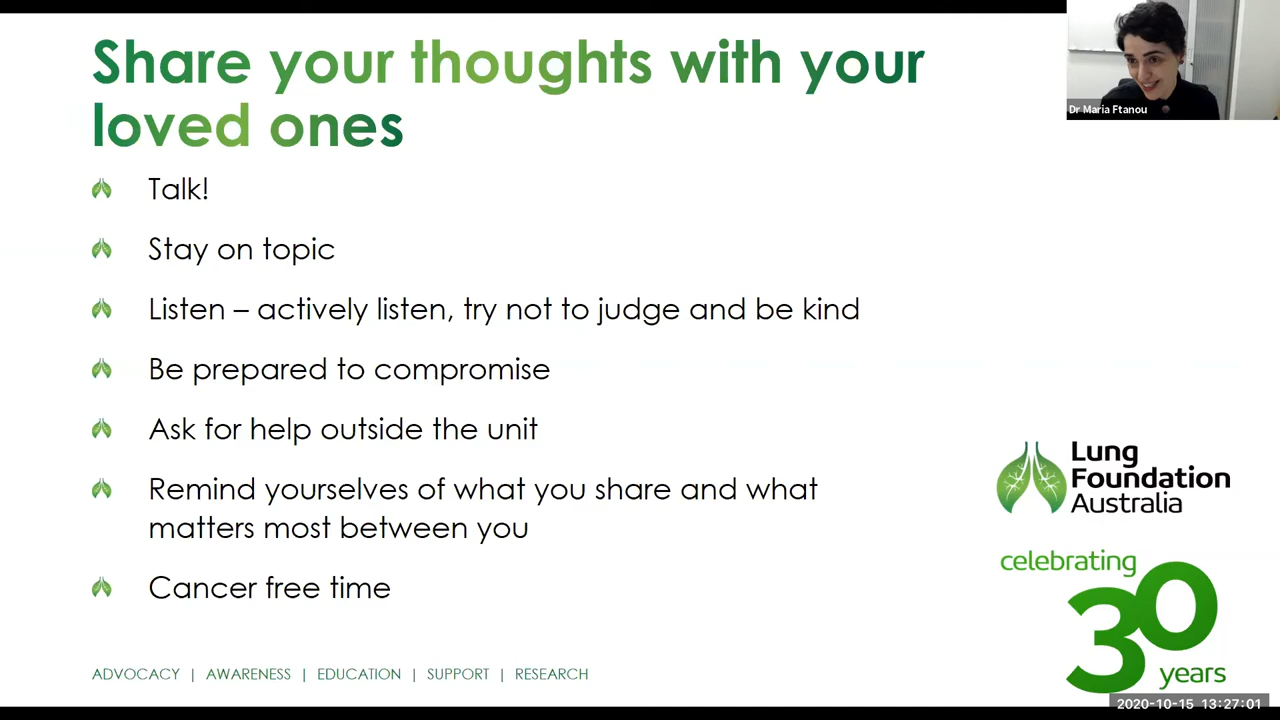 Share your thoughts with your
loved ones
Talk!
Stay on topic
Listen – actively listen, try not to judge and be kind
Be prepared to compromise
Ask for help outside the unit
Remind yourselves of what you share and what
matters most between you
Cancer free time
ADVOCACY | AWARENESS | EDUCATION | SUPPORT | RESEARCH
Dr Maria Ftanou
Lung
Foundation
Australia
celebrating
30
years
2020-10-15 13:27:01